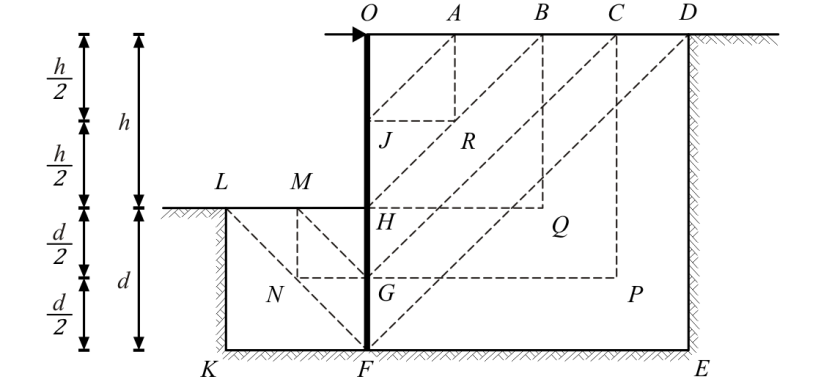 O A B C D
h/2
h
h/2
J R
L M
H Q
d/2
d
N G P
d/2
K F E